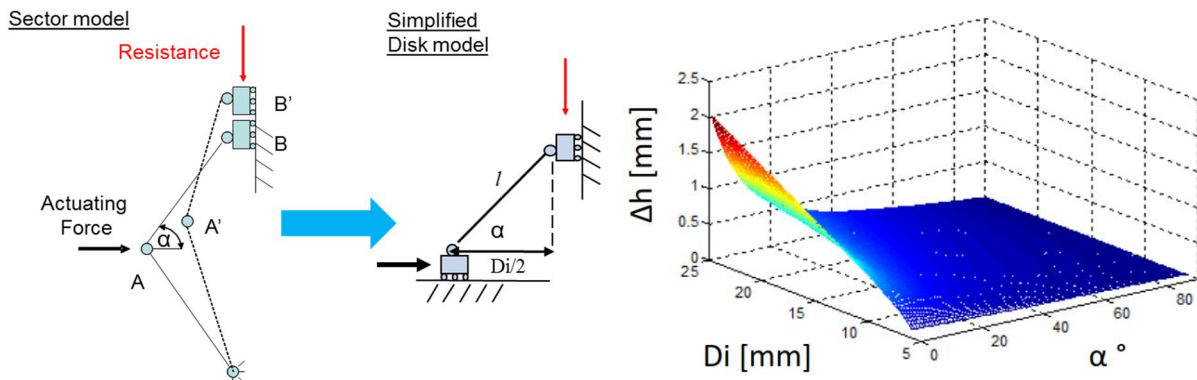 Sector model
Resistance
B'
B
Actuating
Force
α
A'
A
Simplified
Disk model
l
α
Di/2
Δh [mm]
2.5
2
1.5
1
0.5
0
25
20
15
10
5
0
20
40
60
80
Di [mm]
α °